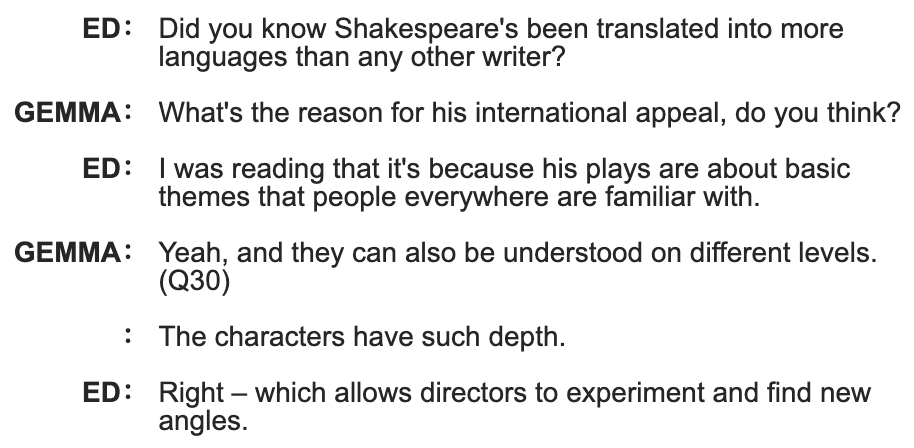 ED: Did you know Shakespeare's been translated into more
languages than any other writer?
GEMMA: What's the reason for his international appeal, do you think?
ED: I was reading that it's because his plays are about basic
themes that people everywhere are familiar with.
GEMMA: Yeah, and they can also be understood on different levels.
(Q30)
: The characters have such depth.
ED: Right – which allows directors to experiment and find new
angles.